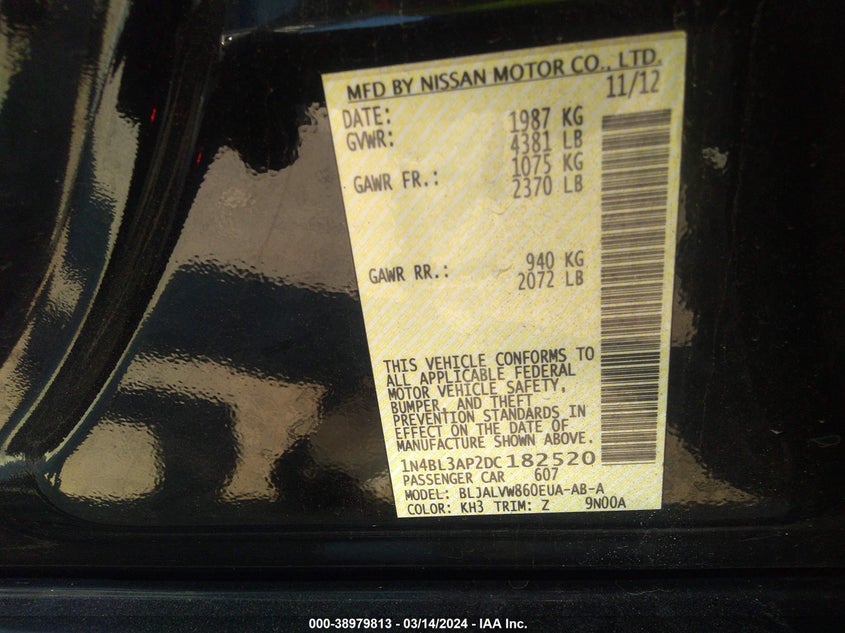 MFD BY NISSAN MOTOR CO., LTD.
DATE: 11/12
GVWR: 1987 KG
4381 LB
GAWR FR.: 1075 KG
2370 LB
GAWR RR.: 940 KG
2072 LB
THIS VEHICLE CONFORMS TO
ALL APPLICABLE FEDERAL
MOTOR VEHICLE SAFETY,
BUMPER, AND THEFT
PREVENTION STANDARDS IN
EFFECT ON THE DATE OF
MANUFACTURE SHOWN ABOVE.
1N4BL3AP2DC 182520
PASSENGER CAR 607
MODEL: BLJALVW860EUA-AB-A
COLOR: KH3 TRIM: Z 9N00A
000-38979813 - 03/14/2024 - IAA Inc.